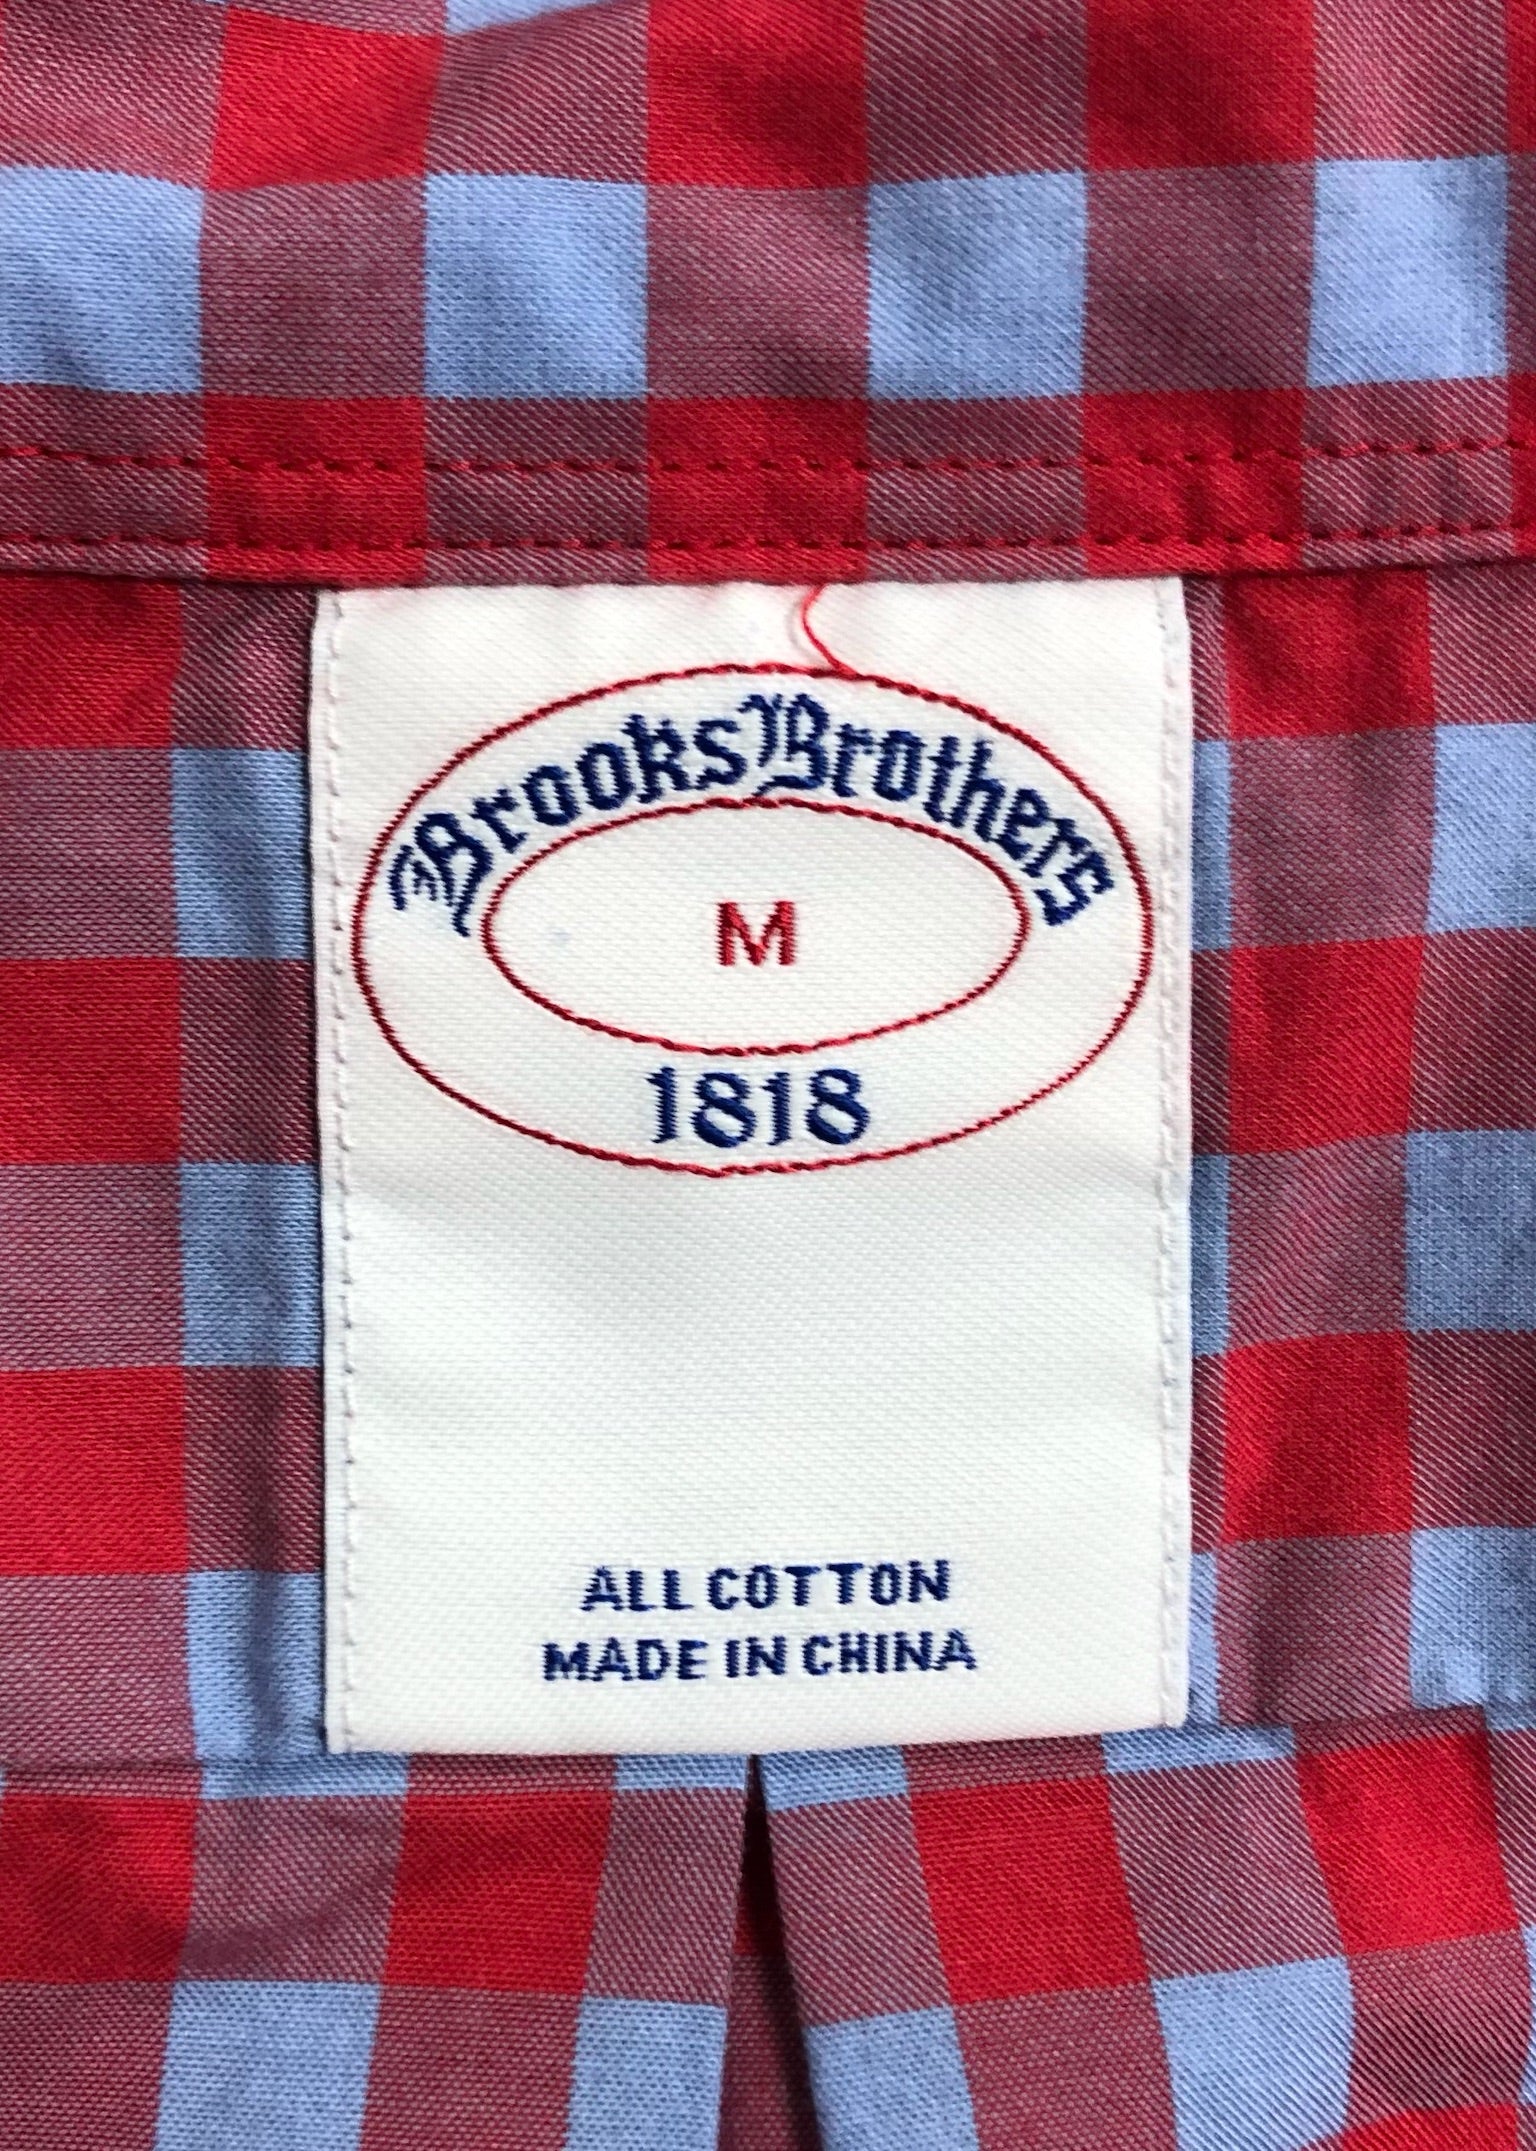 Brooks Brothers
M
1818
ALL COTTON
MADE IN CHINA